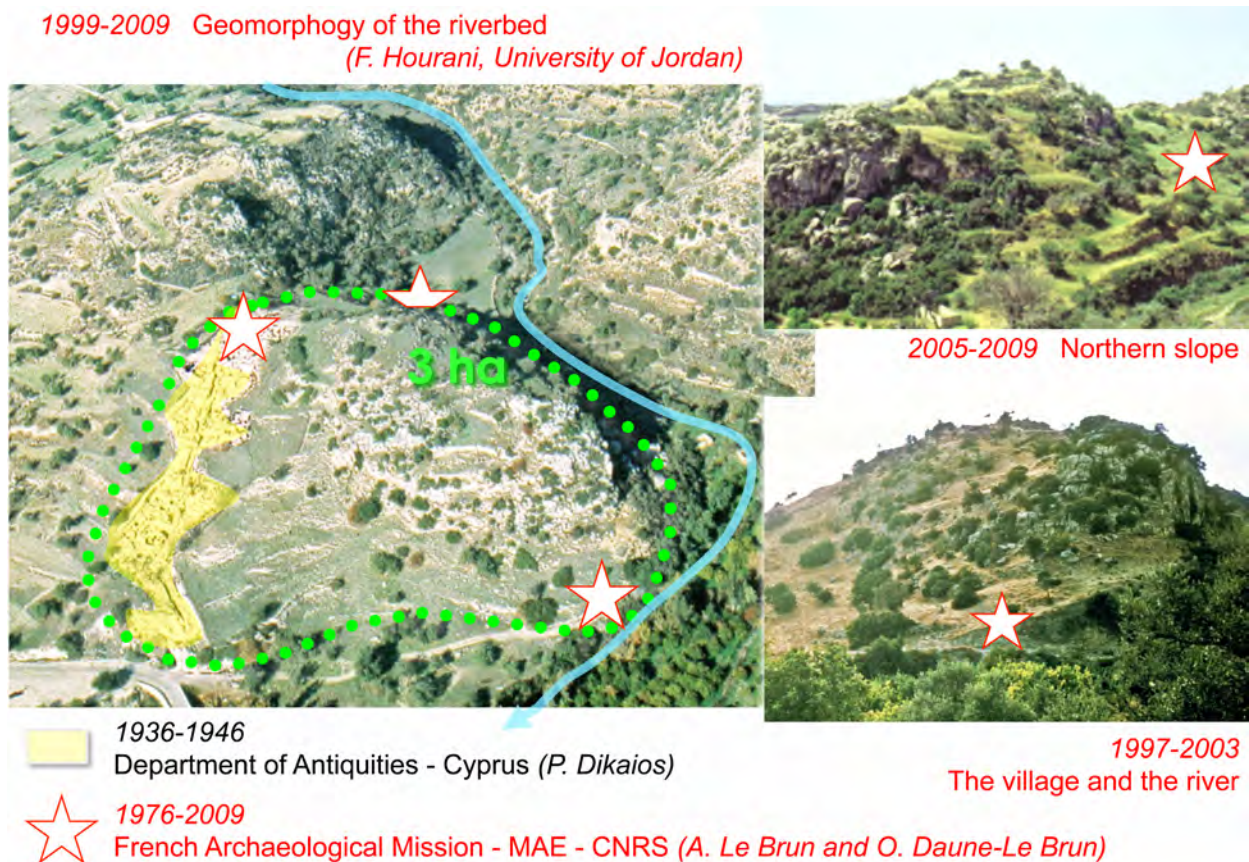 1999-2009 Geomorphogy of the riverbed
(F. Hourani, University of Jordan)
3 ha
2005-2009 Northern slope
1997-2003
The village and the river
1936-1946
Department of Antiquities - Cyprus (P. Dikaios)
1976-2009
French Archaeological Mission - MAE - CNRS (A. Le Brun and O. Daune-Le Brun)